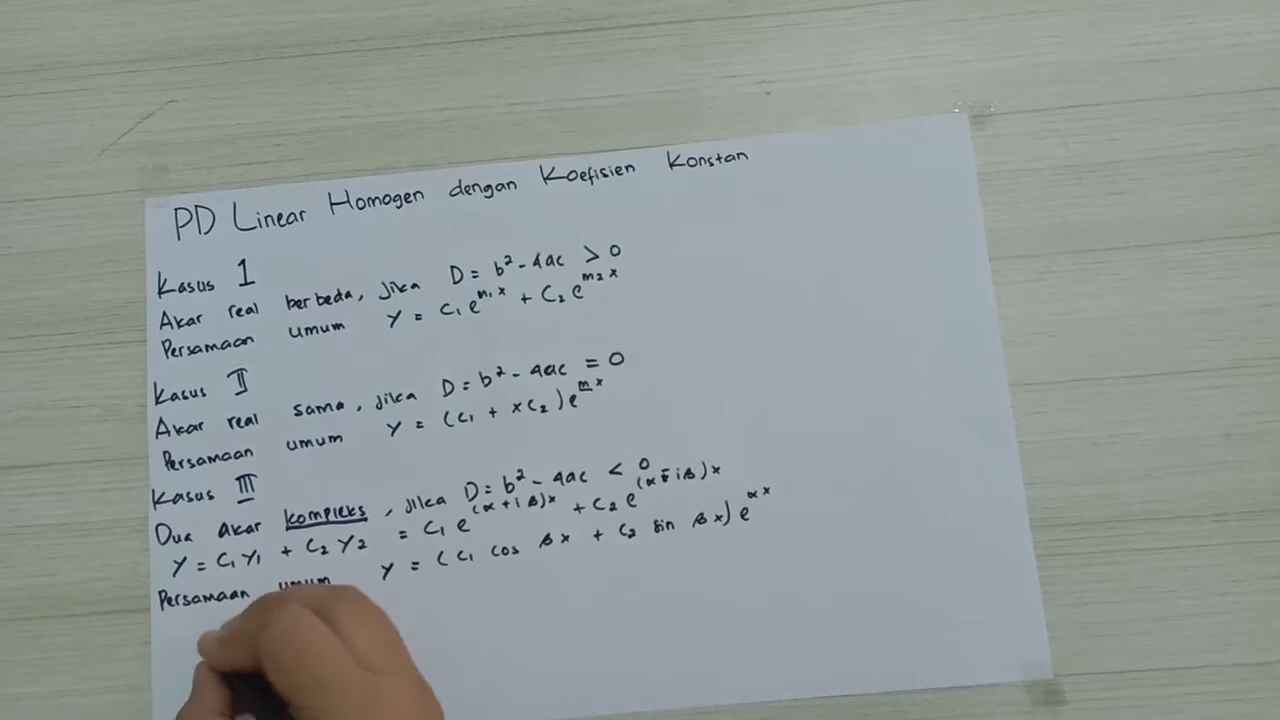 PD Linear Homogen dengan Koefisien Konstan
Kasus I
Akar real berbeda, jika D = b² - 4ac > 0
Persamaan umum y = C₁e^m₁x + C₂e^m₂x
Kasus II
Akar real sama, jika D = b² - 4ac = 0
Persamaan umum y = (C₁ + xC₂)e^mx
Kasus III
Dua akar kompleks, jika D = b² - 4ac < 0
y = C₁y₁ + C₂y₂ = C₁e^(α+iβ)x + C₂e^(α-iβ)x
Persamaan umum y = (C₁ cos βx + C₂ sin βx)e^αx